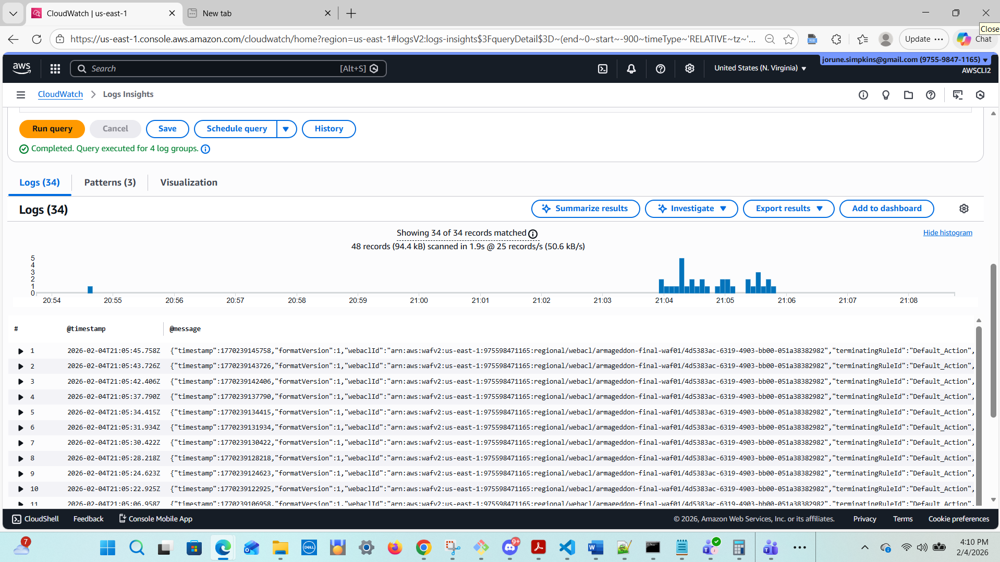 CloudWatch | us-east-1
New tab
https://us-east-1.console.aws.amazon.com/cloudwatch/home?region=us-east-1#logsV2:logs-insights$3FqueryDetail$3D~(end~0~start~-900~timeType~'RELATIVE~tz~'...
Update
Chat
Close
aws
Search
[Alt+S]
United States (N. Virginia)
jorune.simpkins@gmail.com (9755-9847-1165)
AWSCLI2
CloudWatch
Logs Insights
Run query
Cancel
Save
Schedule query
History
Completed. Query executed for 4 log groups.
Logs (34)
Patterns (3)
Visualization
Logs (34)
Summarize results
Investigate
Export results
Add to dashboard
Showing 34 of 34 records matched
Hide histogram
48 records (94.4 kB) scanned in 1.9s @ 25 records/s (50.6 kB/s)
5
4
3
2
1
0
20:54 20:55 20:56 20:57 20:58 20:59 21:00 21:01 21:02 21:03 21:04 21:05 21:06 21:07 21:08
# @timestamp @message
1 2026-02-04T21:05:45.758Z {"timestamp":1770239145758,"formatVersion":1,"webaclId":"arn:aws:wafv2:us-east-1:975598471165:regional/webacl/armageddon-final-waf01/4d5383ac-6319-4903-bb00-051a38382982","terminatingRuleId":"Default_Action",
2 2026-02-04T21:05:43.726Z {"timestamp":1770239143726,"formatVersion":1,"webaclId":"arn:aws:wafv2:us-east-1:975598471165:regional/webacl/armageddon-final-waf01/4d5383ac-6319-4903-bb00-051a38382982","terminatingRuleId":"Default_Action",
3 2026-02-04T21:05:42.406Z {"timestamp":1770239142406,"formatVersion":1,"webaclId":"arn:aws:wafv2:us-east-1:975598471165:regional/webacl/armageddon-final-waf01/4d5383ac-6319-4903-bb00-051a38382982","terminatingRuleId":"Default_Action",
4 2026-02-04T21:05:37.790Z {"timestamp":1770239137790,"formatVersion":1,"webaclId":"arn:aws:wafv2:us-east-1:975598471165:regional/webacl/armageddon-final-waf01/4d5383ac-6319-4903-bb00-051a38382982","terminatingRuleId":"Default_Action",
5 2026-02-04T21:05:34.415Z {"timestamp":1770239134415,"formatVersion":1,"webaclId":"arn:aws:wafv2:us-east-1:975598471165:regional/webacl/armageddon-final-waf01/4d5383ac-6319-4903-bb00-051a38382982","terminatingRuleId":"Default_Action",
6 2026-02-04T21:05:31.934Z {"timestamp":1770239131934,"formatVersion":1,"webaclId":"arn:aws:wafv2:us-east-1:975598471165:regional/webacl/armageddon-final-waf01/4d5383ac-6319-4903-bb00-051a38382982","terminatingRuleId":"Default_Action",
7 2026-02-04T21:05:30.422Z {"timestamp":1770239130422,"formatVersion":1,"webaclId":"arn:aws:wafv2:us-east-1:975598471165:regional/webacl/armageddon-final-waf01/4d5383ac-6319-4903-bb00-051a38382982","terminatingRuleId":"Default_Action",
8 2026-02-04T21:05:28.218Z {"timestamp":1770239128218,"formatVersion":1,"webaclId":"arn:aws:wafv2:us-east-1:975598471165:regional/webacl/armageddon-final-waf01/4d5383ac-6319-4903-bb00-051a38382982","terminatingRuleId":"Default_Action",
9 2026-02-04T21:05:24.623Z {"timestamp":1770239124623,"formatVersion":1,"webaclId":"arn:aws:wafv2:us-east-1:975598471165:regional/webacl/armageddon-final-waf01/4d5383ac-6319-4903-bb00-051a38382982","terminatingRuleId":"Default_Action",
10 2026-02-04T21:05:22.925Z {"timestamp":1770239122925,"formatVersion":1,"webaclId":"arn:aws:wafv2:us-east-1:975598471165:regional/webacl/armageddon-final-waf01/4d5383ac-6319-4903-bb00-051a38382982","terminatingRuleId":"Default_Action",
11 2026-02-04T21:05:06.958Z {"timestamp":1770239106958,"formatVersion":1,"webaclId":"arn:aws:wafv2:us-east-1:975598471165:regional/webacl/armageddon-final-waf01/4d5383ac-6319-4903-bb00-051a38382982","terminatingRuleId":"Default_Action",
CloudShell
Feedback
Console Mobile App
© 2026, Amazon Web Services, Inc. or its affiliates.
Privacy
Terms
Cookie preferences
7
DELL
9+
4:10 PM
2/4/2026